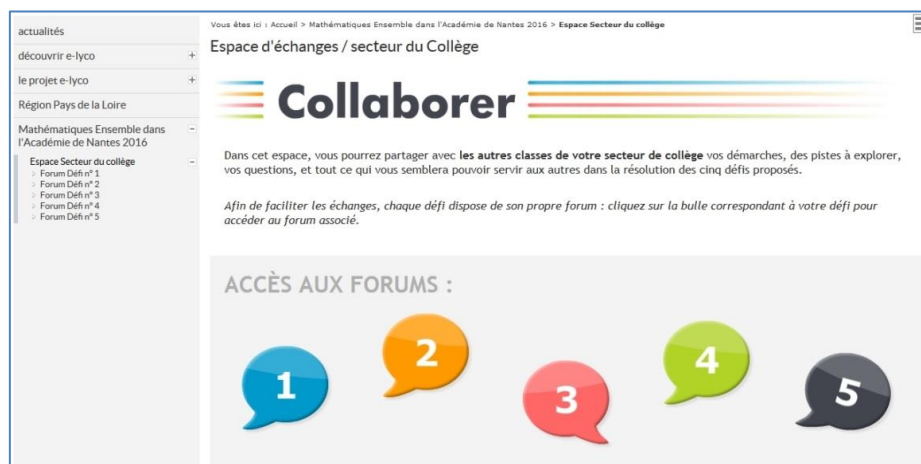 actualités
découvrir e-lyco +
le projet e-lyco +
Région Pays de la Loire
Mathématiques Ensemble dans -
l'Académie de Nantes 2016
Espace Secteur du collège -
> Forum Défi n° 1
> Forum Défi n° 2
> Forum Défi n° 3
> Forum Défi n° 4
> Forum Défi n° 5
Vous êtes ici : Accueil > Mathématiques Ensemble dans l'Académie de Nantes 2016 > Espace Secteur du collège
Espace d'échanges / secteur du Collège
Collaborer
Dans cet espace, vous pourrez partager avec les autres classes de votre secteur de collège vos démarches, des pistes à explorer,
vos questions, et tout ce qui vous semblera pouvoir servir aux autres dans la résolution des cinq défis proposés.
Afin de faciliter les échanges, chaque défi dispose de son propre forum : cliquez sur la bulle correspondant à votre défi pour
accéder au forum associé.
ACCÈS AUX FORUMS :
1
2
3
4
5